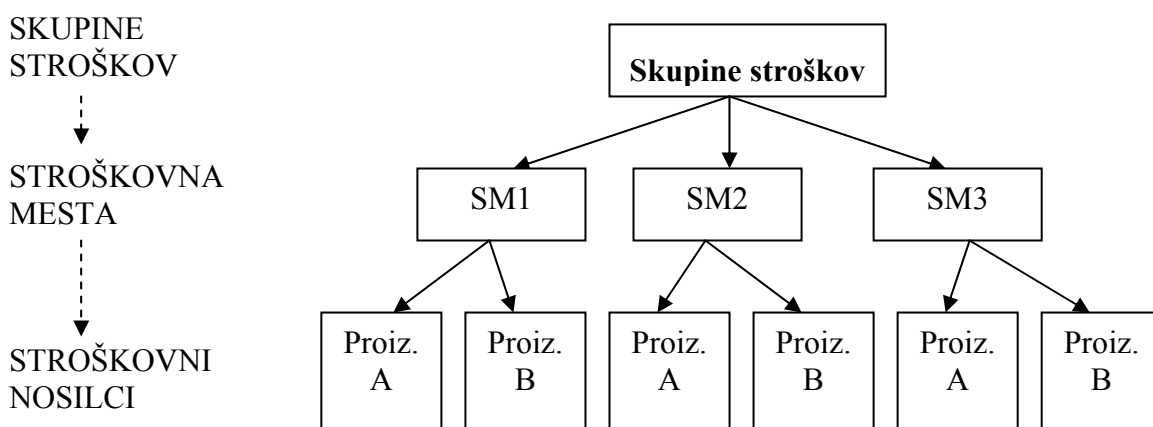 SKUPINE
STROŠKOV
Skupine stroškov
STROŠKOVNA
MESTA
SM1
SM2
SM3
STROŠKOVNI
NOSILCI
Proiz.
A
Proiz.
B
Proiz.
A
Proiz.
B
Proiz.
A
Proiz.
B